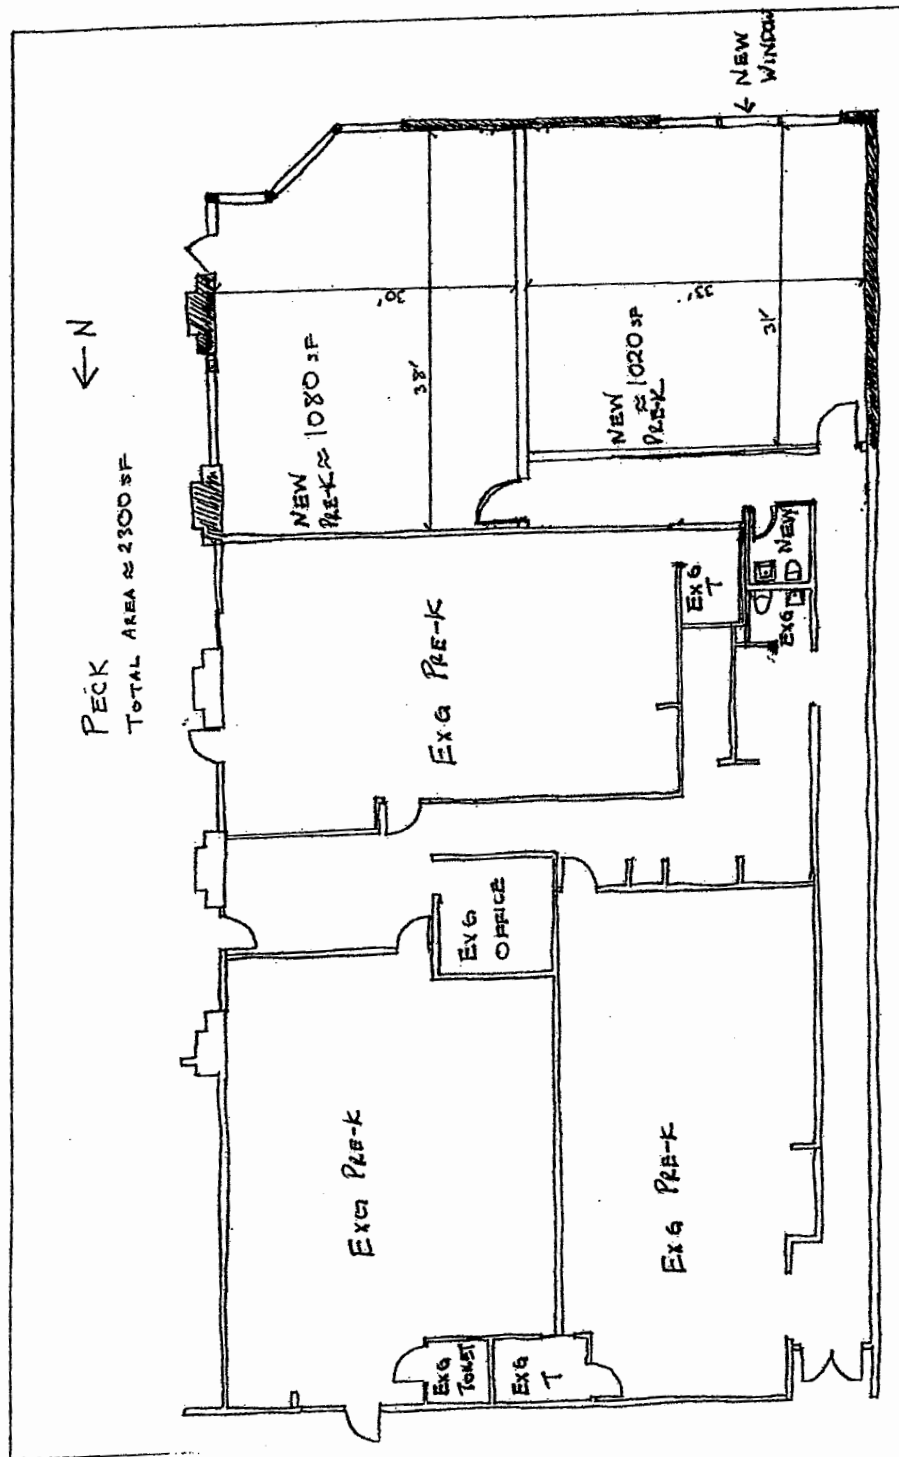 ← N
PECK
TOTAL AREA ≈ 2300 SF
← NEW
WINDOW
NEW
PRE-K ≈ 1080 SF
30'
38'
NEW
≈ 1020 SF
PRE-K
33'
31'
EXG PRE-K
EXG
T
NEW
EXG
EXG
OFFICE
EXG PRE-K
EXG PRE-K
EXG
TOILET
EXG
T